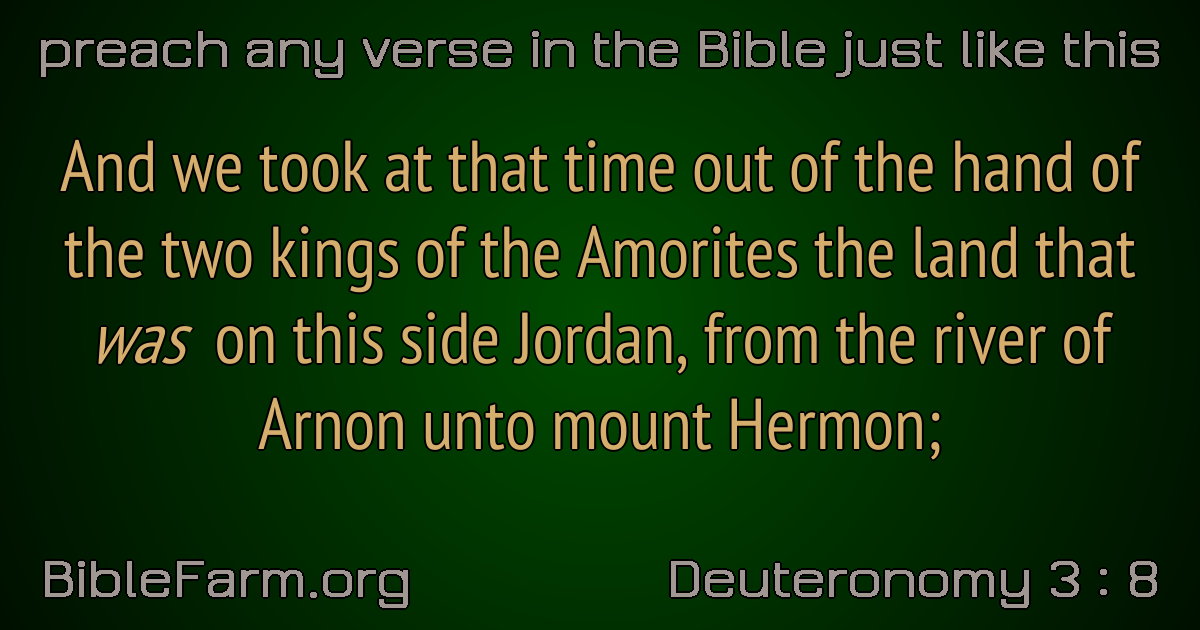 preach any verse in the Bible just like this
And we took at that time out of the hand of
the two kings of the Amorites the land that
was on this side Jordan, from the river of
Arnon unto mount Hermon;
BibleFarm.org
Deuteronomy 3 : 8